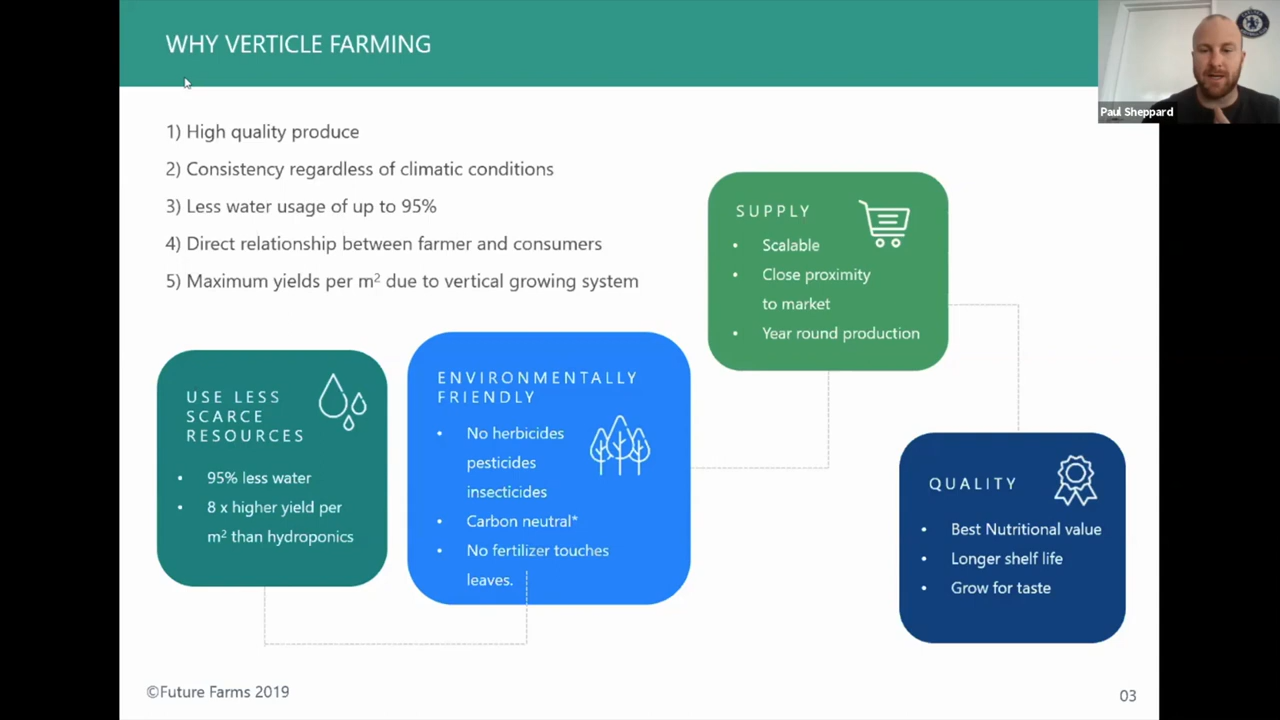 WHY VERTICLE FARMING
Paul Sheppard
1) High quality produce
2) Consistency regardless of climatic conditions
3) Less water usage of up to 95%
4) Direct relationship between farmer and consumers
5) Maximum yields per m² due to vertical growing system
SUPPLY
• Scalable
• Close proximity
to market
• Year round production
USE LESS
SCARCE
RESOURCES
• 95% less water
• 8 x higher yield per
m² than hydroponics
ENVIRONMENTALLY
FRIENDLY
• No herbicides
pesticides
insecticides
• Carbon neutral*
• No fertilizer touches
leaves.
QUALITY
• Best Nutritional value
• Longer shelf life
• Grow for taste
©Future Farms 2019
03